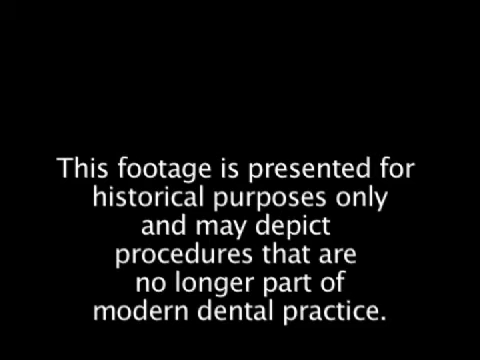 This footage is presented for
historical purposes only
and may depict
procedures that are
no longer part of
modern dental practice.